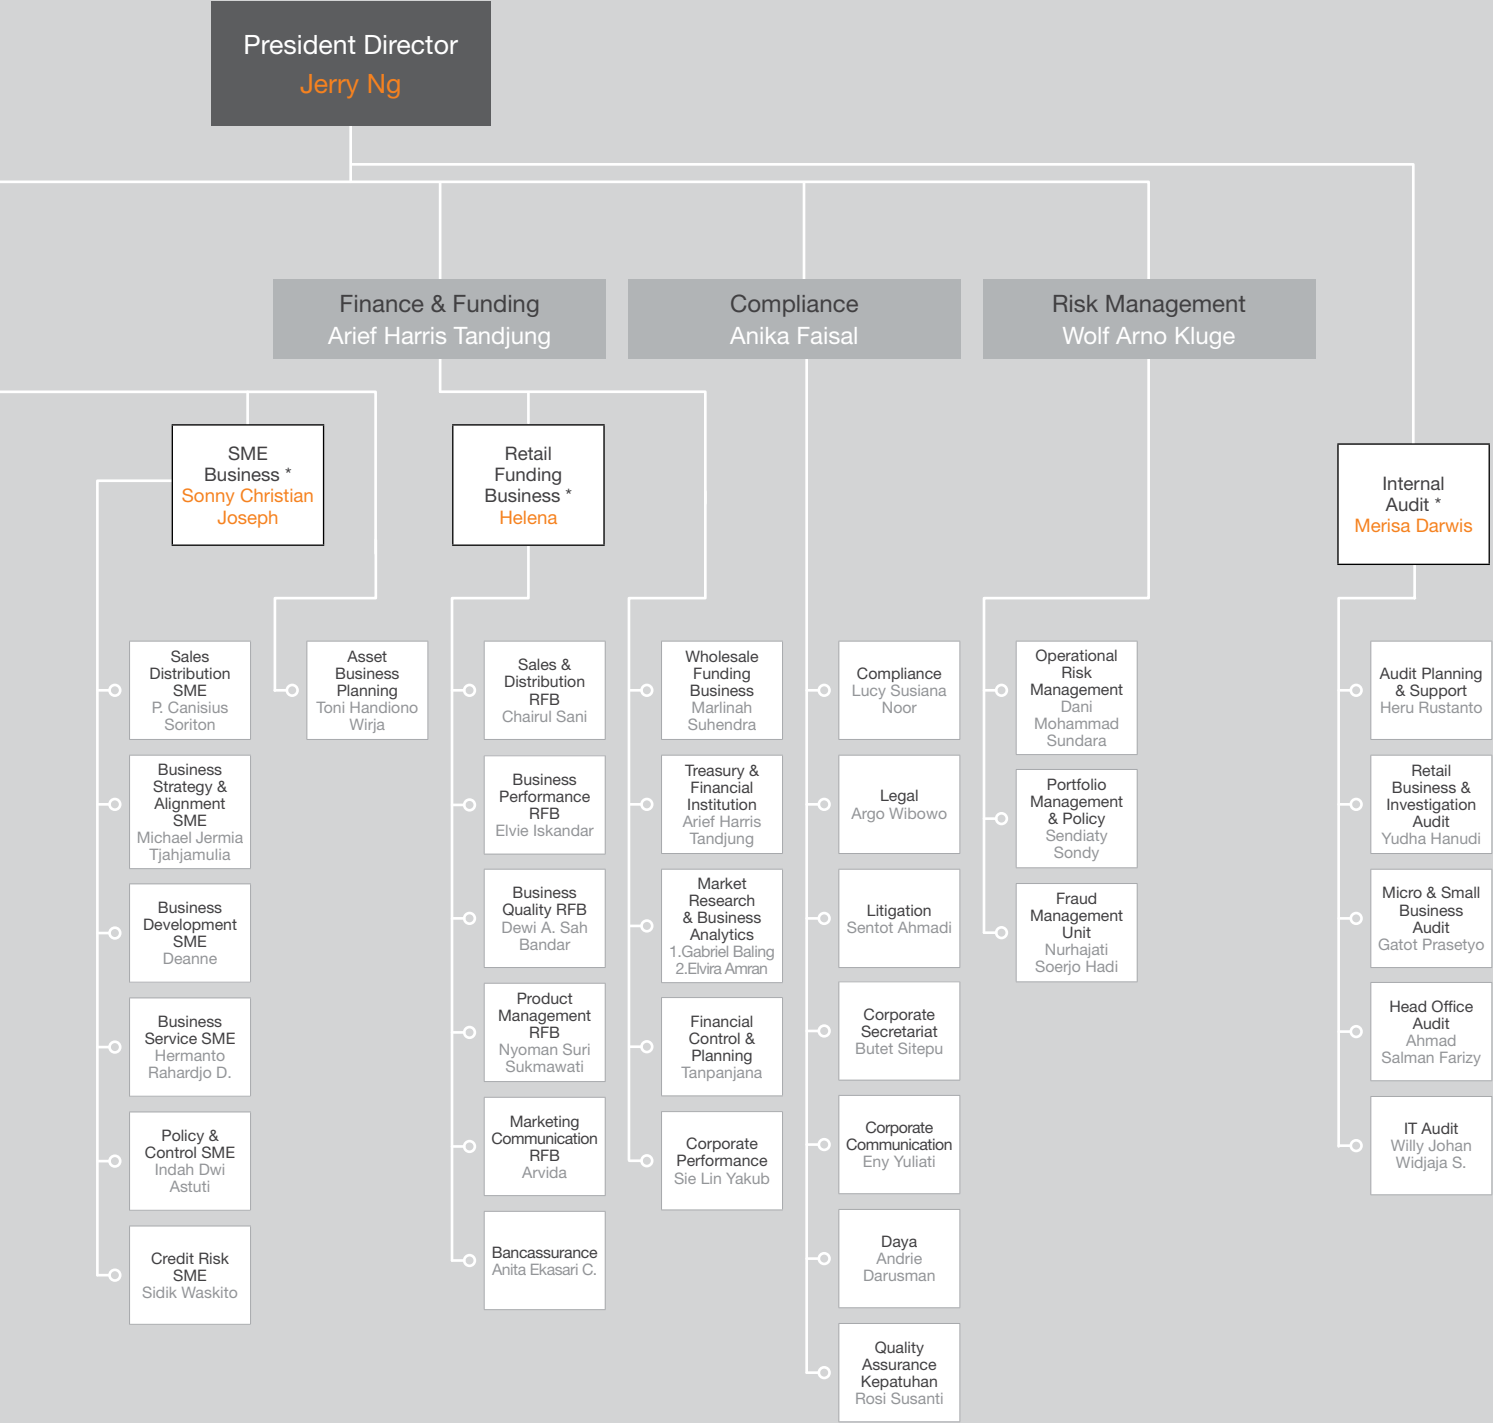 President Director
Jerry Ng
Finance & Funding
Arief Harris Tandjung
Compliance
Anika Faisal
Risk Management
Wolf Arno Kluge
SME
Business *
Sonny Christian
Joseph
Retail
Funding
Business *
Helena
Internal
Audit *
Merisa Darwis
Sales
Distribution
SME
P. Canisius
Soriton
Business
Strategy &
Alignment
SME
Michael Jermia
Tjahjamulia
Business
Development
SME
Deanne
Business
Service SME
Hermanto
Rahardjo D.
Policy &
Control SME
Indah Dwi
Astuti
Credit Risk
SME
Sidik Waskito
Asset
Business
Planning
Toni Handiono
Wirja
Sales &
Distribution
RFB
Chairul Sani
Business
Performance
RFB
Elvie Iskandar
Business
Quality RFB
Dewi A. Sah
Bandar
Product
Management
RFB
Nyoman Suri
Sukmawati
Marketing
Communication
RFB
Arvida
Bancassurance
Anita Ekasari C.
Wholesale
Funding
Business
Marlinah
Suhendra
Treasury &
Financial
Institution
Arief Harris
Tandjung
Market
Research
& Business
Analytics
1.Gabriel Baling
2.Elvira Amran
Financial
Control &
Planning
Tanpanjana
Corporate
Performance
Sie Lin Yakub
Compliance
Lucy Susiana
Noor
Legal
Argo Wibowo
Litigation
Sentot Ahmadi
Corporate
Secretariat
Butet Sitepu
Corporate
Communication
Eny Yuliati
Daya
Andrie
Darusman
Quality
Assurance
Kepatuhan
Rosi Susanti
Operational
Risk
Management
Dani
Mohammad
Sundara
Portfolio
Management
& Policy
Sendiaty
Sondy
Fraud
Management
Unit
Nurhajati
Soerjo Hadi
Audit Planning
& Support
Heru Rustanto
Retail
Business &
Investigation
Audit
Yudha Hanudi
Micro & Small
Business
Audit
Gatot Prasetyo
Head Office
Audit
Ahmad
Salman Farizy
IT Audit
Willy Johan
Widjaja S.